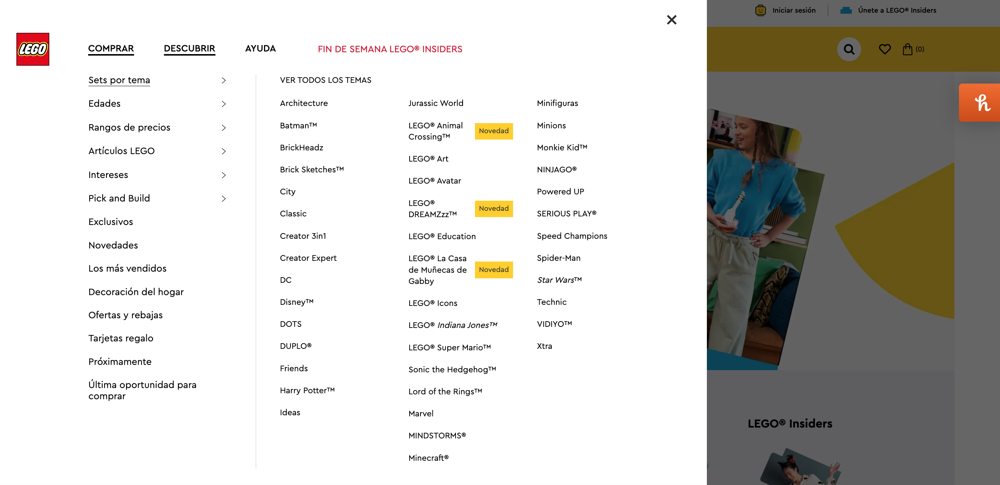 Iniciar sesión
Únete a LEGO® Insiders
LEGO
COMPRAR
DESCUBRIR
AYUDA
FIN DE SEMANA LEGO® INSIDERS
(0)
Sets por tema
Edades
Rangos de precios
Artículos LEGO
Intereses
Pick and Build
Exclusivos
Novedades
Los más vendidos
Decoración del hogar
Ofertas y rebajas
Tarjetas regalo
Próximamente
Última oportunidad para
comprar
VER TODOS LOS TEMAS
Architecture
Batman™
BrickHeadz
Brick Sketches™
City
Classic
Creator 3in1
Creator Expert
DC
Disney™
DOTS
DUPLO®
Friends
Harry Potter™
Ideas
Jurassic World
LEGO® Animal
Crossing™
Novedad
LEGO® Art
LEGO® Avatar
LEGO®
DREAMZzz™
Novedad
LEGO® Education
LEGO® La Casa
de Muñecas de
Gabby
Novedad
LEGO® Icons
LEGO® Indiana Jones™
LEGO® Super Mario™
Sonic the Hedgehog™
Lord of the Rings™
Marvel
MINDSTORMS®
Minecraft®
Minifiguras
Minions
Monkie Kid™
NINJAGO®
Powered UP
SERIOUS PLAY®
Speed Champions
Spider-Man
Star Wars™
Technic
VIDIYO™
Xtra
h
LEGO® Insiders